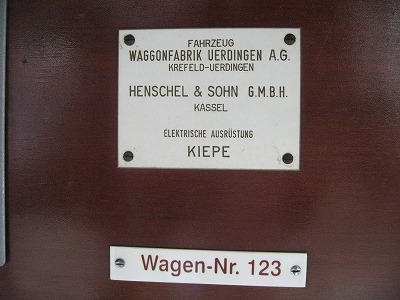 FAHRZEUG
WAGGONFABRIK UERDINGEN A.G.
KREFELD-UERDINGEN
HENSCHEL & SOHN G.M.B.H.
KASSEL
ELEKTRISCHE AUSRÜSTUNG
KIEPE
Wagen-Nr. 123